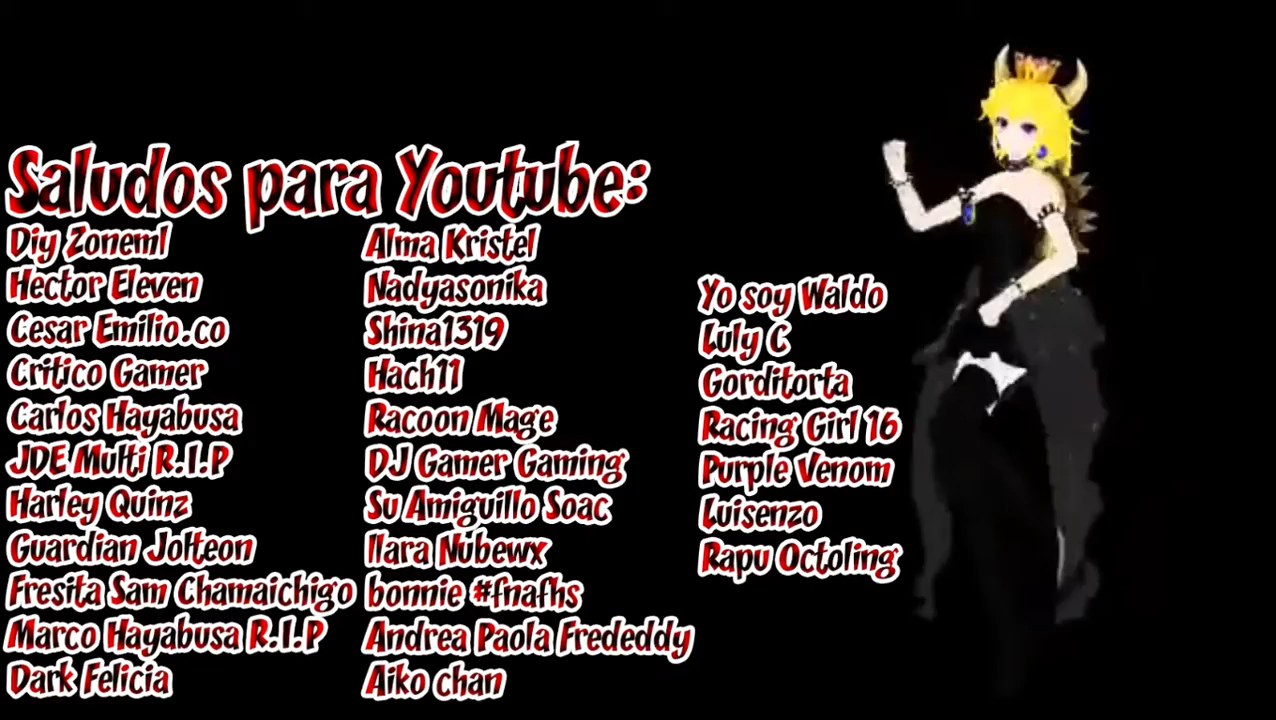 Saludos para Youtube:
Diy Zoneml
Hector Eleven
Cesar Emilio.co
Critico Gamer
Carlos Hayabusa
JDE Multi R.I.P
Harley Quinz
Guardian Jolteon
Fresita Sam Chamaichigo
Marco Hayabusa R.I.P
Dark Felicia
Alma Kristel
Nadyasonika
Shina1319
Hach11
Racoon Mage
DJ Gamer Gaming
Su Amiguillo Soac
Ilara Nubewx
bonnie #fnafhs
Andrea Paola Frededdy
Aiko chan
Yo soy Waldo
Luly C
Gorditorta
Racing Girl 16
Purple Venom
Luisenzo
Rapu Octoling